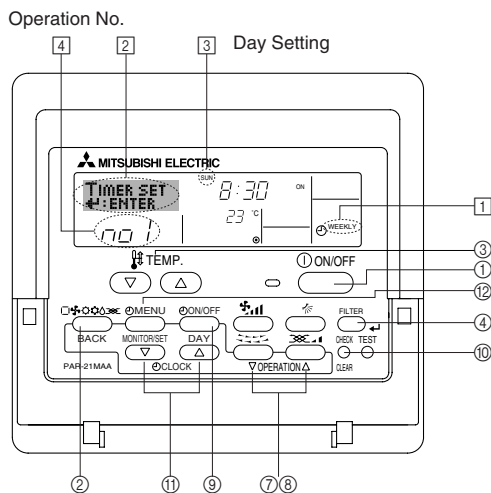 Operation No.
4 2 3 Day Setting
MITSUBISHI ELECTRIC
SUN
TIMER SET
↵:ENTER
8:30 ON
23 °C
no 1
WEEKLY
1
TEMP.
ON/OFF
③
①
⑫
MENU ON/OFF FILTER
↵
④
BACK MONITOR/SET DAY
CHECK TEST
⑩
PAR-21MAA CLOCK ▽OPERATION△ CLEAR
② ⑪ ⑨ ⑦⑧